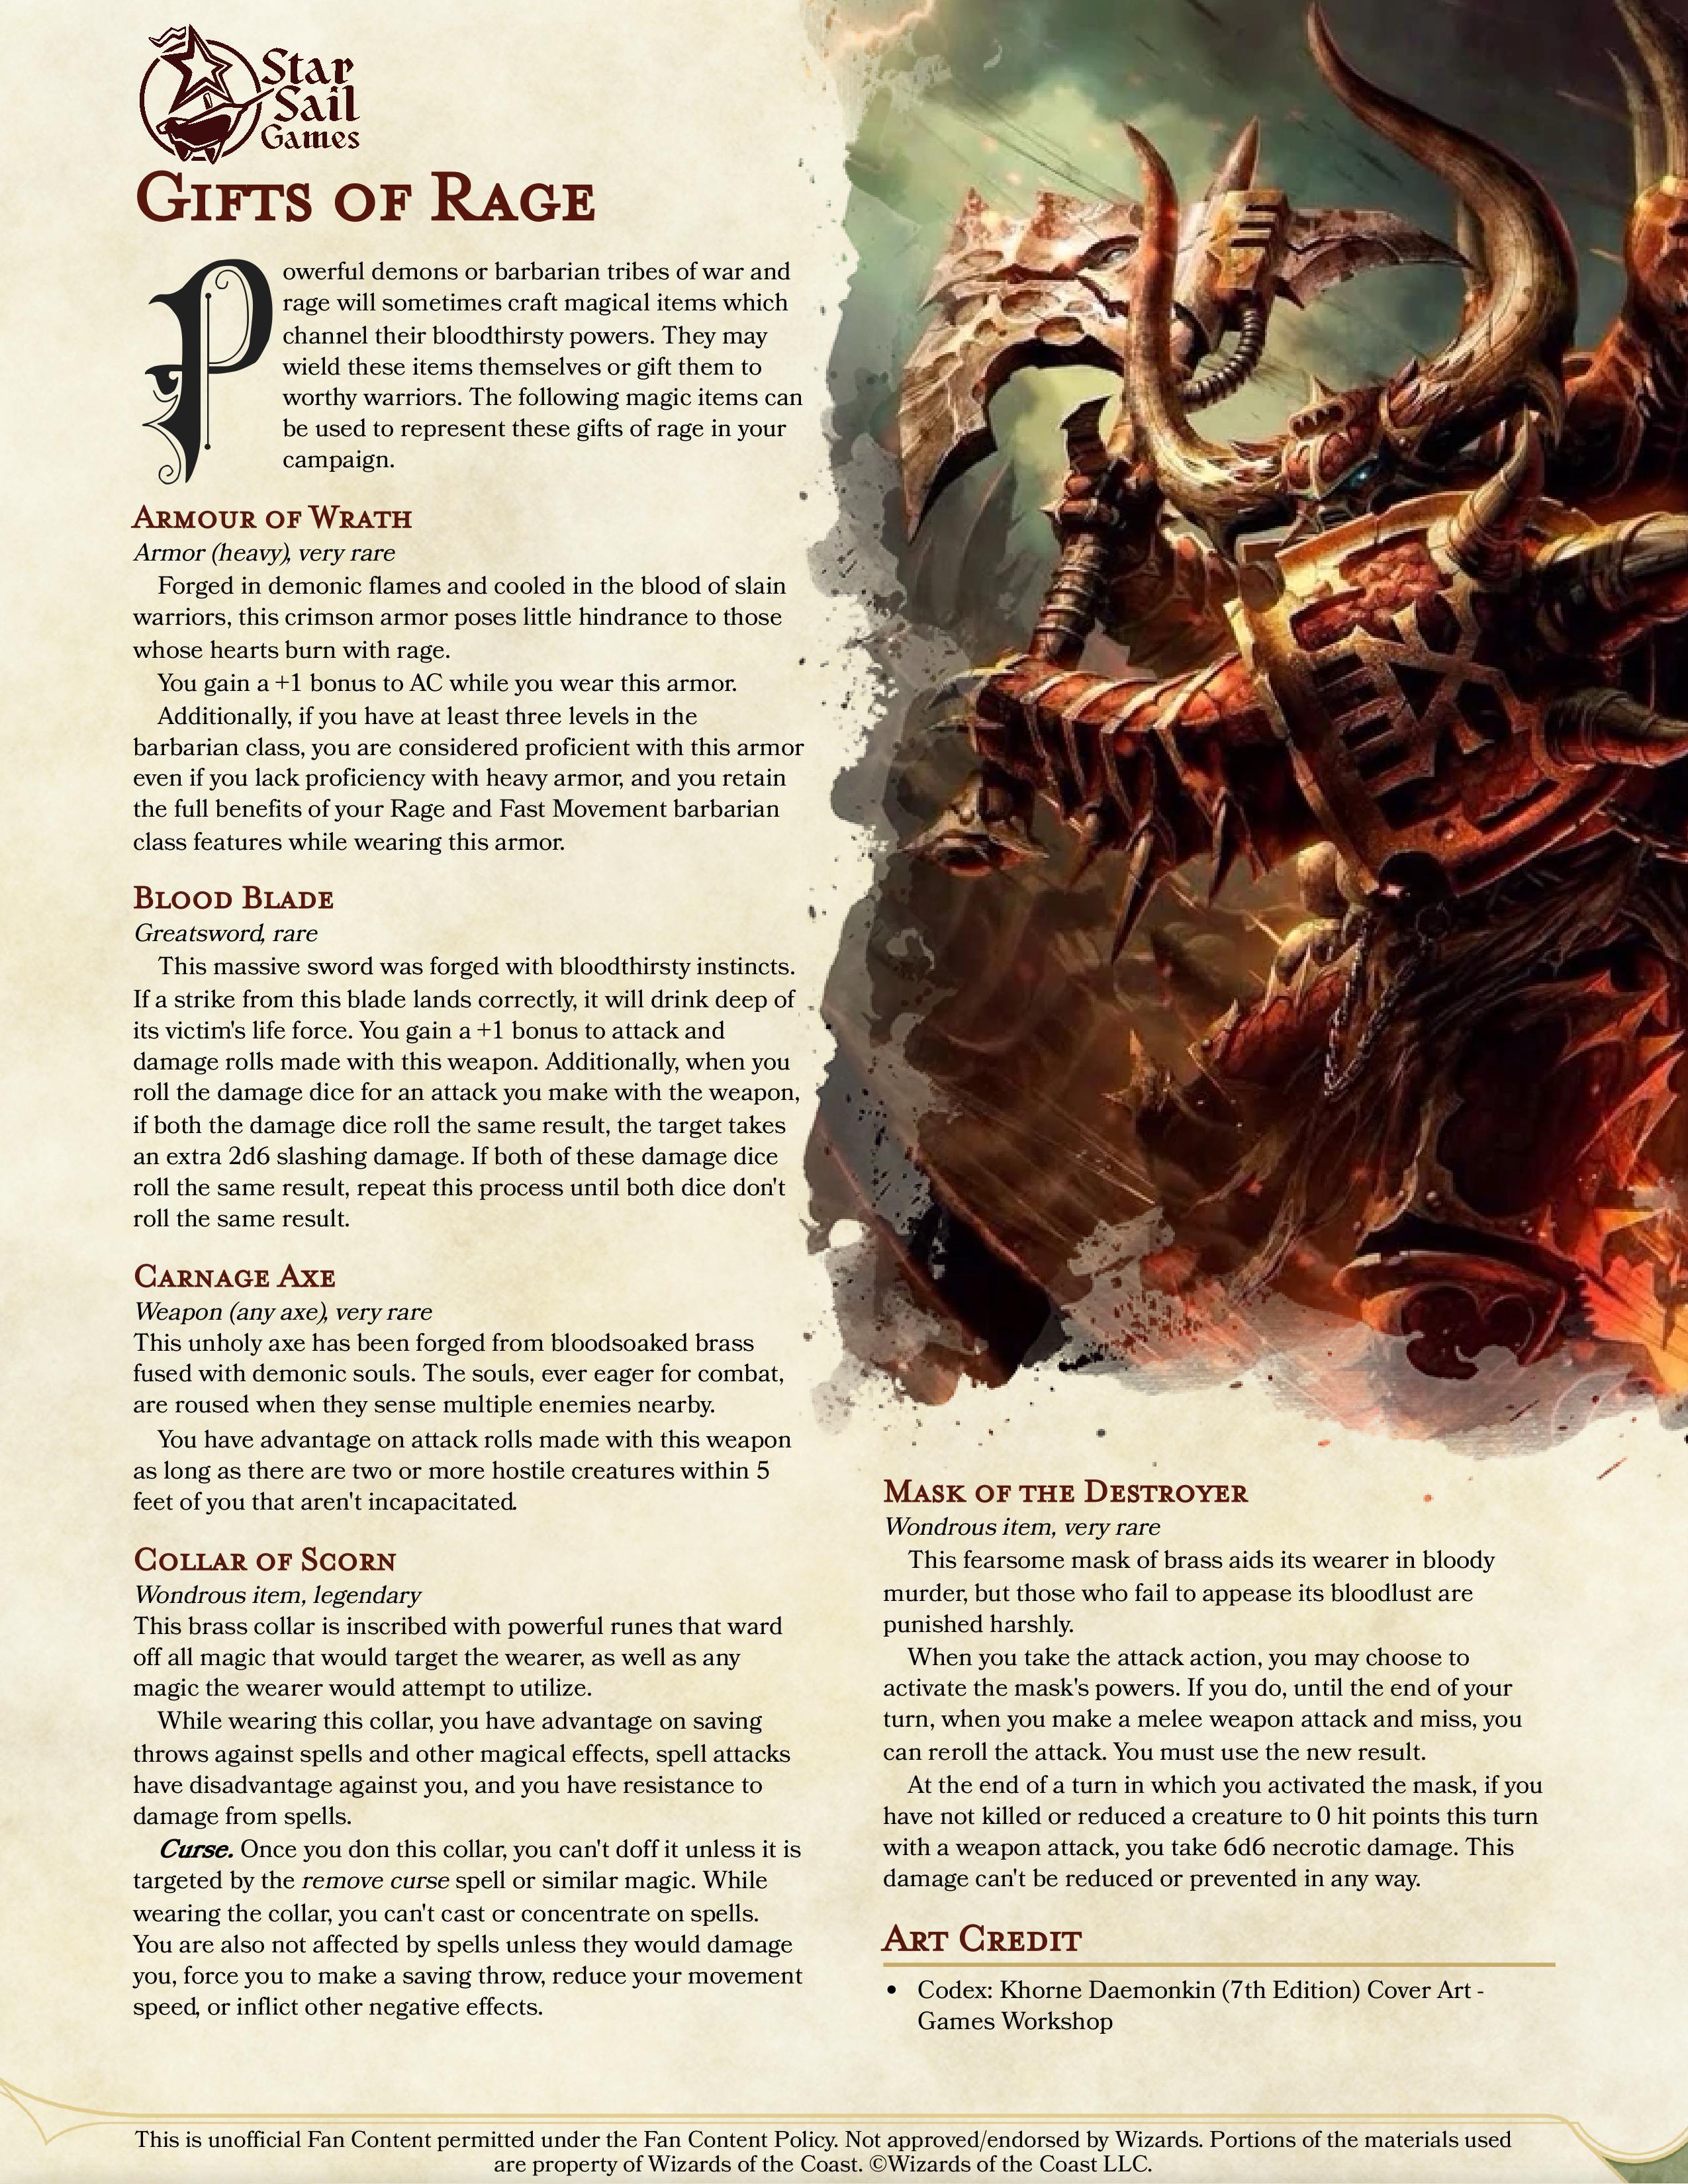 Star
Sail
Games
Gifts of Rage
Powerful demons or barbarian tribes of war and
rage will sometimes craft magical items which
channel their bloodthirsty powers. They may
wield these items themselves or gift them to
worthy warriors. The following magic items can
be used to represent these gifts of rage in your
campaign.
Armour of Wrath
Armor (heavy), very rare
Forged in demonic flames and cooled in the blood of slain
warriors, this crimson armor poses little hindrance to those
whose hearts burn with rage.
You gain a +1 bonus to AC while you wear this armor.
Additionally, if you have at least three levels in the
barbarian class, you are considered proficient with this armor
even if you lack proficiency with heavy armor, and you retain
the full benefits of your Rage and Fast Movement barbarian
class features while wearing this armor.
Blood Blade
Greatsword, rare
This massive sword was forged with bloodthirsty instincts.
If a strike from this blade lands correctly, it will drink deep of
its victim's life force. You gain a +1 bonus to attack and
damage rolls made with this weapon. Additionally, when you
roll the damage dice for an attack you make with the weapon,
if both the damage dice roll the same result, the target takes
an extra 2d6 slashing damage. If both of these damage dice
roll the same result, repeat this process until both dice don't
roll the same result.
Carnage Axe
Weapon (any axe), very rare
This unholy axe has been forged from bloodsoaked brass
fused with demonic souls. The souls, ever eager for combat,
are roused when they sense multiple enemies nearby.
You have advantage on attack rolls made with this weapon
as long as there are two or more hostile creatures within 5
feet of you that aren't incapacitated.
Collar of Scorn
Wondrous item, legendary
This brass collar is inscribed with powerful runes that ward
off all magic that would target the wearer, as well as any
magic the wearer would attempt to utilize.
While wearing this collar, you have advantage on saving
throws against spells and other magical effects, spell attacks
have disadvantage against you, and you have resistance to
damage from spells.
Curse. Once you don this collar, you can't doff it unless it is
targeted by the remove curse spell or similar magic. While
wearing the collar, you can't cast or concentrate on spells.
You are also not affected by spells unless they would damage
you, force you to make a saving throw, reduce your movement
speed, or inflict other negative effects.
Mask of the Destroyer
Wondrous item, very rare
This fearsome mask of brass aids its wearer in bloody
murder, but those who fail to appease its bloodlust are
punished harshly.
When you take the attack action, you may choose to
activate the mask's powers. If you do, until the end of your
turn, when you make a melee weapon attack and miss, you
can reroll the attack. You must use the new result.
At the end of a turn in which you activated the mask, if you
have not killed or reduced a creature to 0 hit points this turn
with a weapon attack, you take 6d6 necrotic damage. This
damage can't be reduced or prevented in any way.
Art Credit
• Codex: Khorne Daemonkin (7th Edition) Cover Art -
Games Workshop
This is unofficial Fan Content permitted under the Fan Content Policy. Not approved/endorsed by Wizards. Portions of the materials used
are property of Wizards of the Coast. ©Wizards of the Coast LLC.